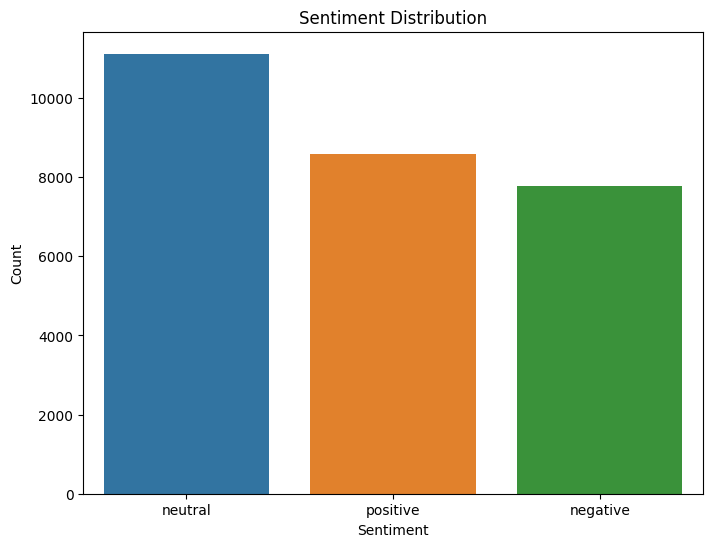 Sentiment Distribution
Count
10000
8000
6000
4000
2000
0
neutral positive negative
Sentiment